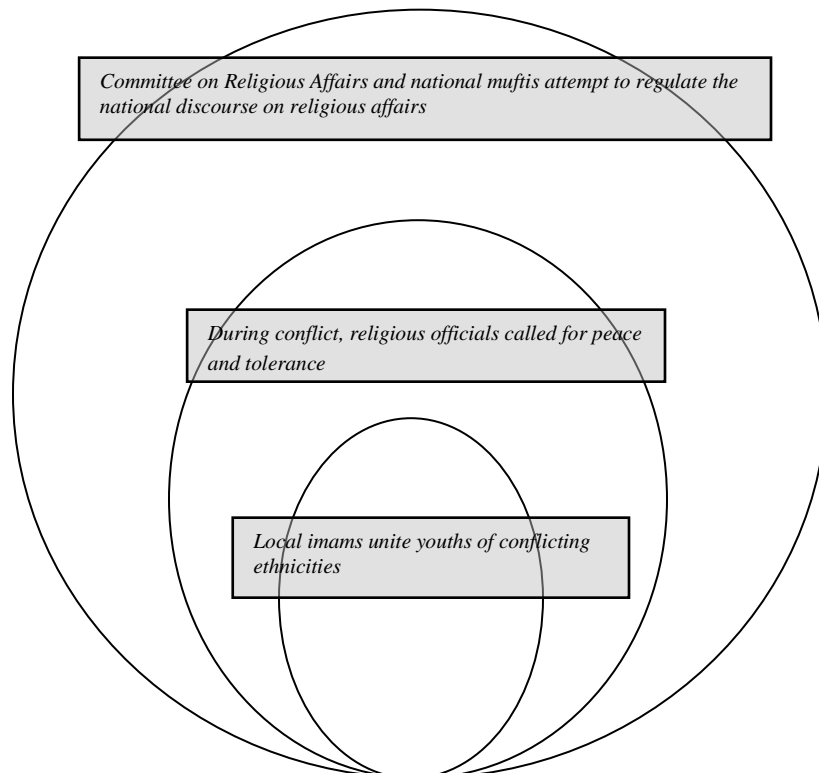 Committee on Religious Affairs and national muftis attempt to regulate the
national discourse on religious affairs
During conflict, religious officials called for peace
and tolerance
Local imams unite youths of conflicting
ethnicities